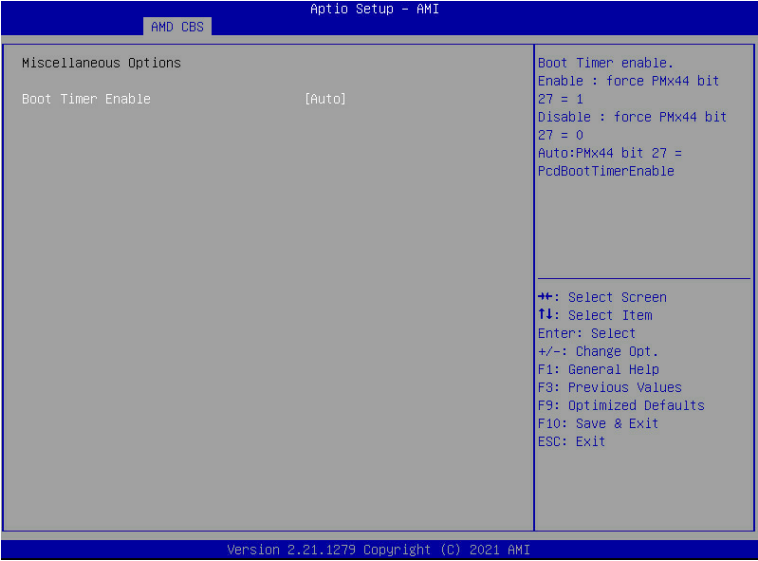 Aptio Setup - AMI
AMD CBS
Miscellaneous Options
Boot Timer Enable [Auto]
Boot Timer enable.
Enable : force PMx44 bit
27 = 1
Disable : force PMx44 bit
27 = 0
Auto:PMx44 bit 27 =
PcdBootTimerEnable
→←: Select Screen
↑↓: Select Item
Enter: Select
+/-: Change Opt.
F1: General Help
F3: Previous Values
F9: Optimized Defaults
F10: Save & Exit
ESC: Exit
Version 2.21.1279 Copyright (C) 2021 AMI